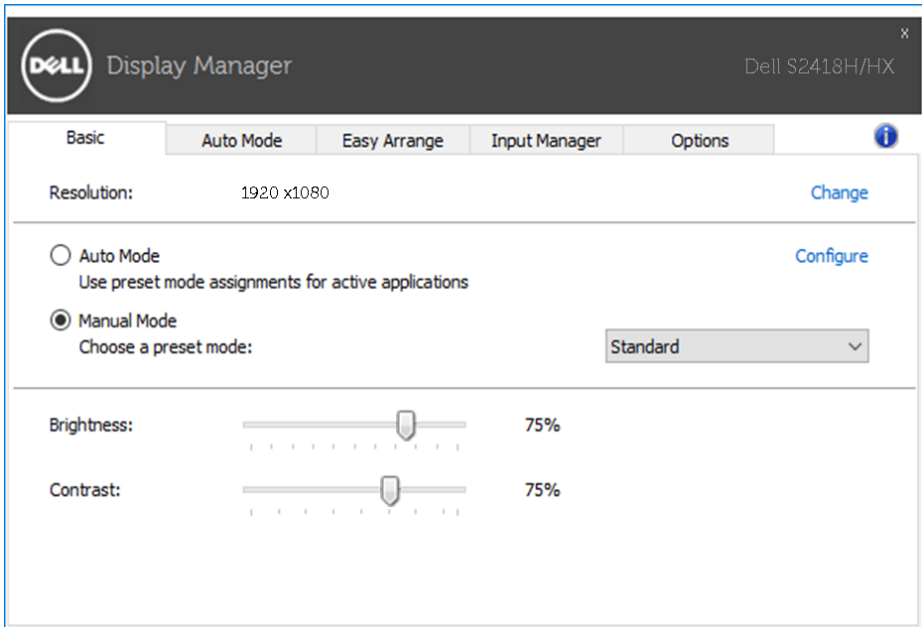 x
DELL Display Manager Dell S2418H/HX
Basic Auto Mode Easy Arrange Input Manager Options i
Resolution: 1920 x1080 Change
Auto Mode Configure
Use preset mode assignments for active applications
Manual Mode
Choose a preset mode: Standard
Brightness: 75%
Contrast: 75%